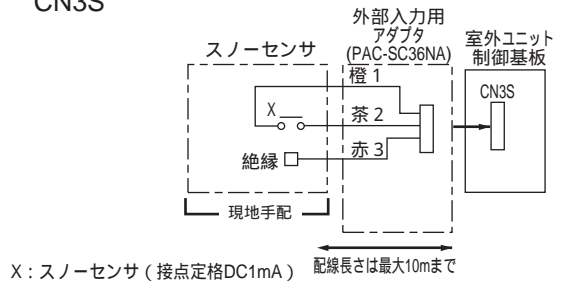 CN3S
外部入力用
アダプタ
(PAC-SC36NA)
室外ユニット
制御基板
スノーセンサ
橙 1
CN3S
X
茶 2
赤 3
絶縁
現地手配
配線長さは最大10mまで
X：スノーセンサ（接点定格DC1mA）